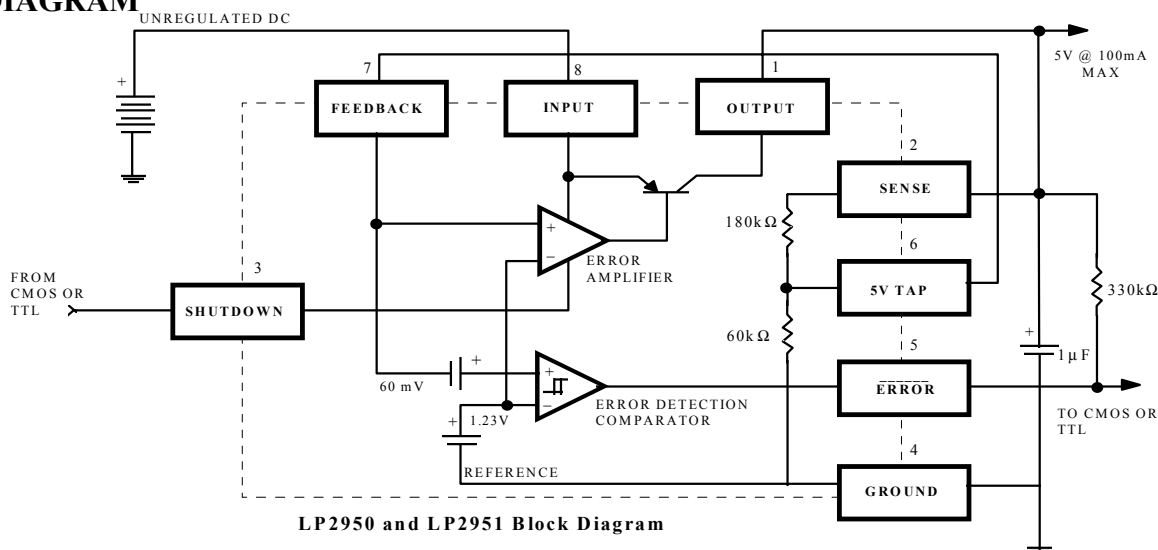 DIAGRAM
UNREGULATED DC
7
8
1
5V @ 100mA
MAX
+
FEEDBACK
INPUT
OUTPUT
2
SENSE
180kΩ
+
−
ERROR
AMPLIFIER
6
5V TAP
FROM
CMOS OR
TTL
3
SHUTDOWN
330kΩ
60kΩ
+
1µF
5
60 mV
+
+
−
ERROR DETECTION
COMPARATOR
ERROR
TO CMOS OR
TTL
+
1.23V
REFERENCE
4
GROUND
LP2950 and LP2951 Block Diagram